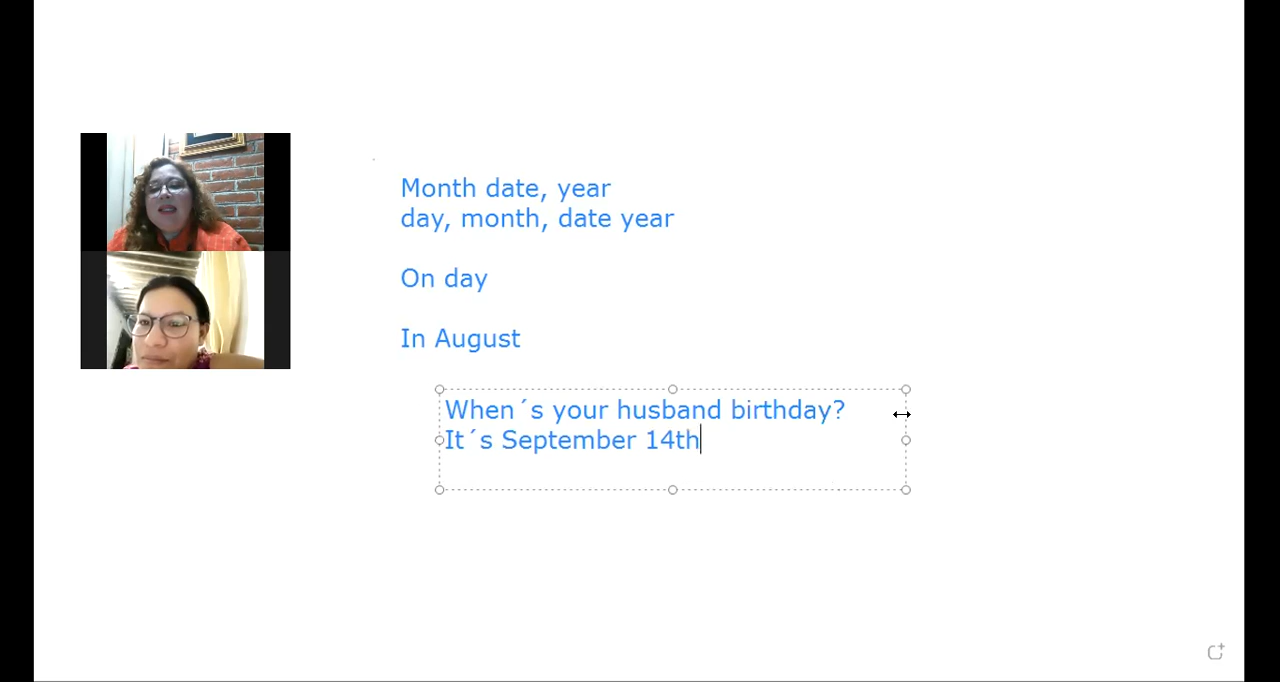 Month date, year
day, month, date year
On day
In August
When´s your husband birthday?
It´s September 14th